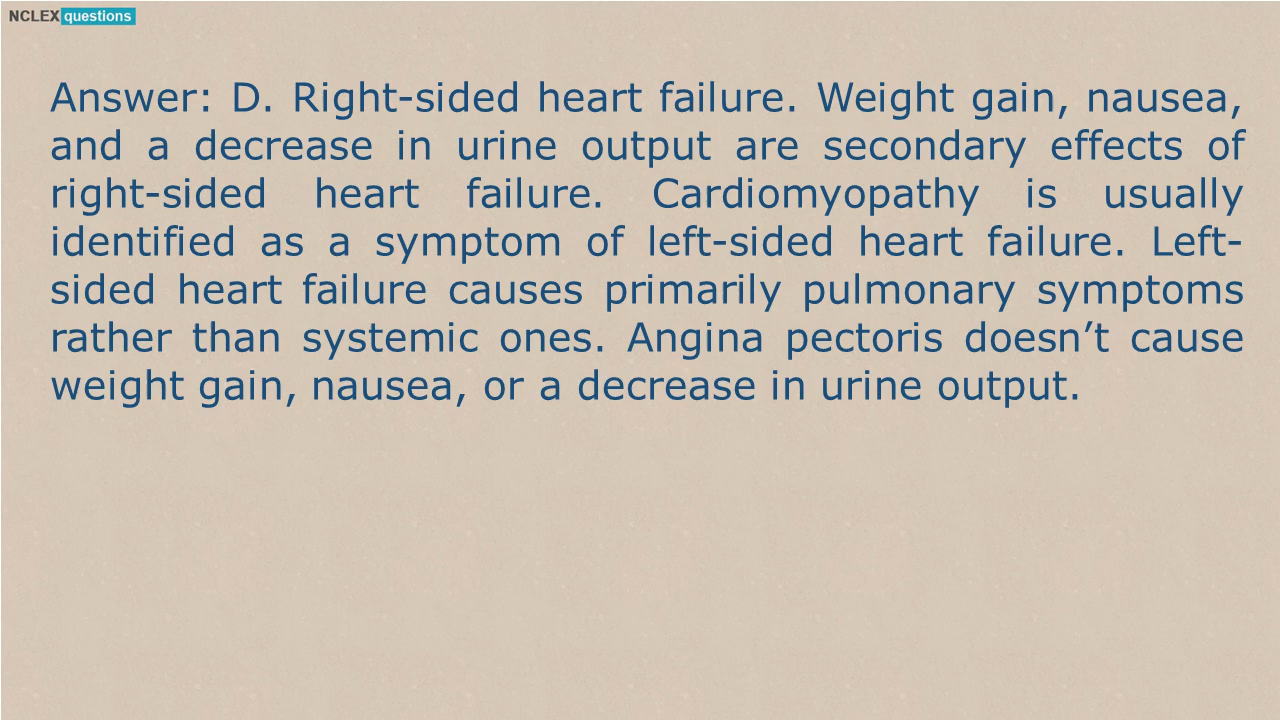 NCLEX questions
Answer: D. Right-sided heart failure. Weight gain, nausea,
and a decrease in urine output are secondary effects of
right-sided heart failure. Cardiomyopathy is usually
identified as a symptom of left-sided heart failure. Left-
sided heart failure causes primarily pulmonary symptoms
rather than systemic ones. Angina pectoris doesn’t cause
weight gain, nausea, or a decrease in urine output.